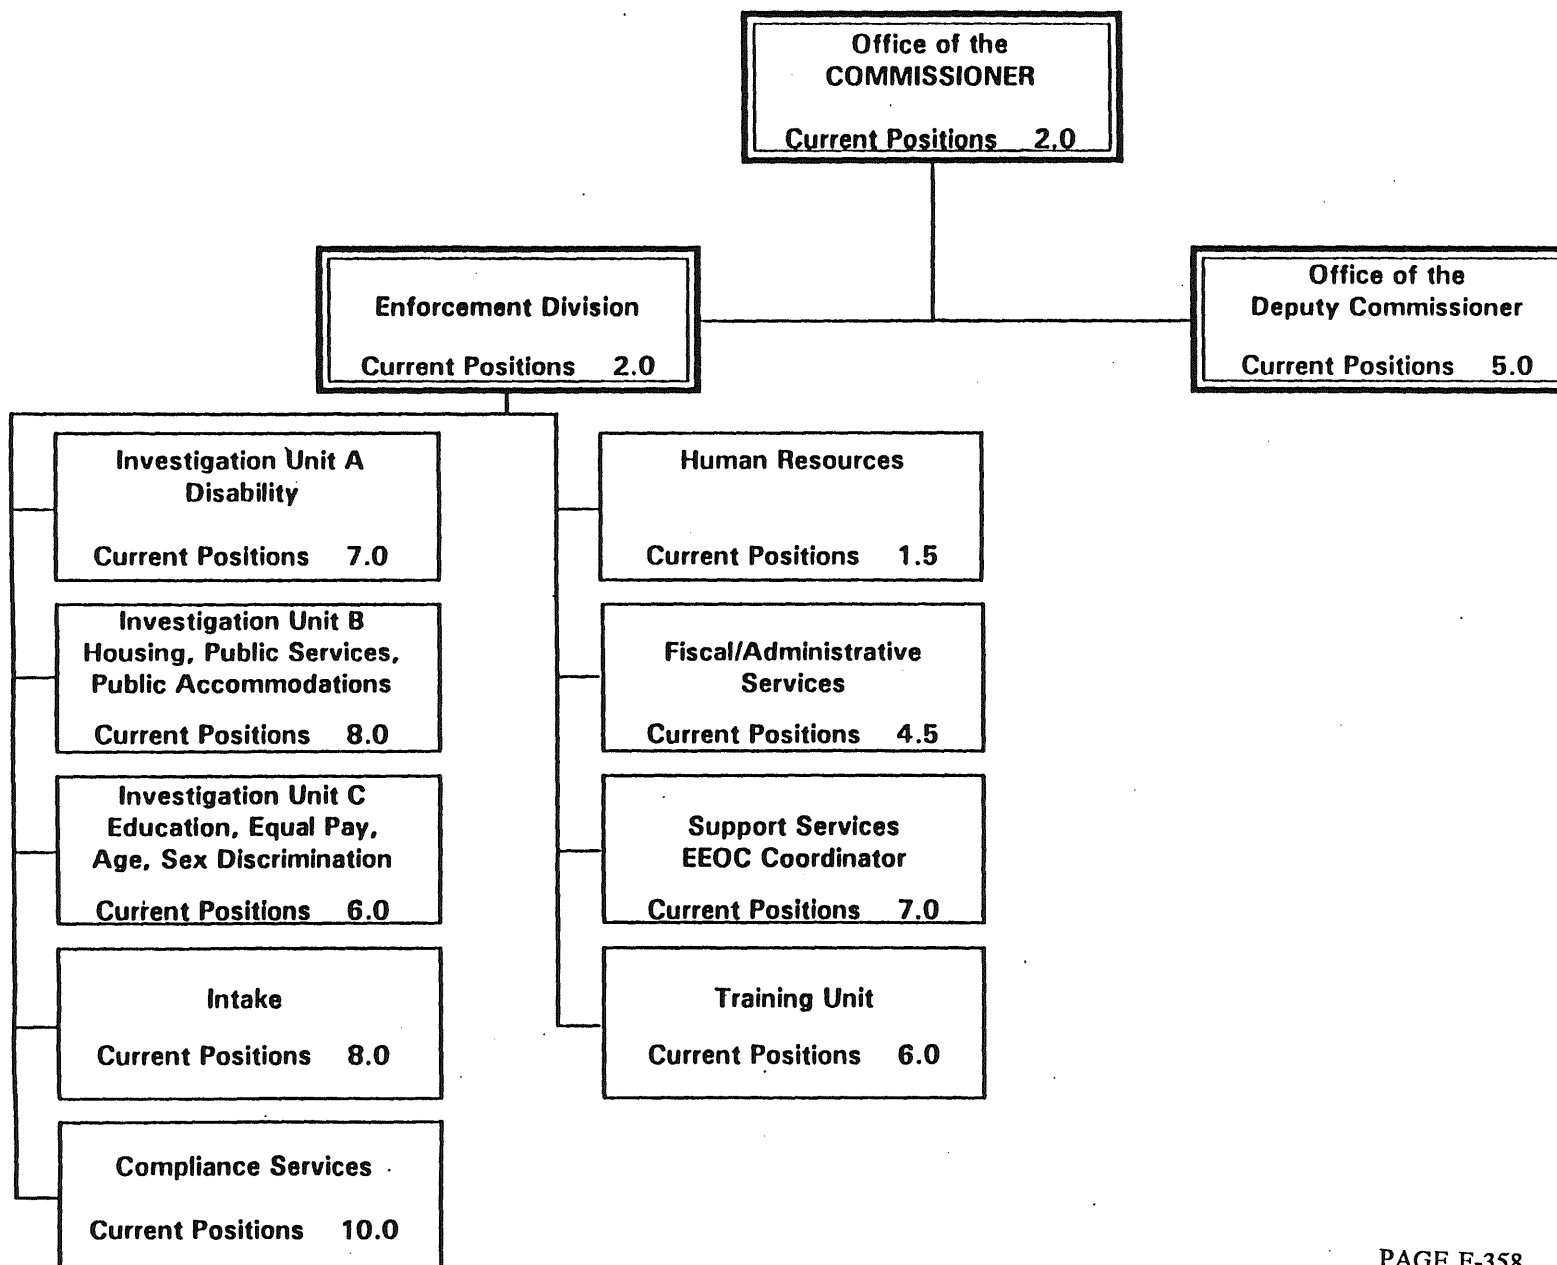 Office of the
COMMISSIONER
Current Positions 2.0
Enforcement Division
Current Positions 2.0
Office of the
Deputy Commissioner
Current Positions 5.0
Investigation Unit A
Disability
Current Positions 7.0
Investigation Unit B
Housing, Public Services,
Public Accommodations
Current Positions 8.0
Investigation Unit C
Education, Equal Pay,
Age, Sex Discrimination
Current Positions 6.0
Intake
Current Positions 8.0
Compliance Services
Current Positions 10.0
Human Resources
Current Positions 1.5
Fiscal/Administrative
Services
Current Positions 4.5
Support Services
EEOC Coordinator
Current Positions 7.0
Training Unit
Current Positions 6.0
PAGE F-358